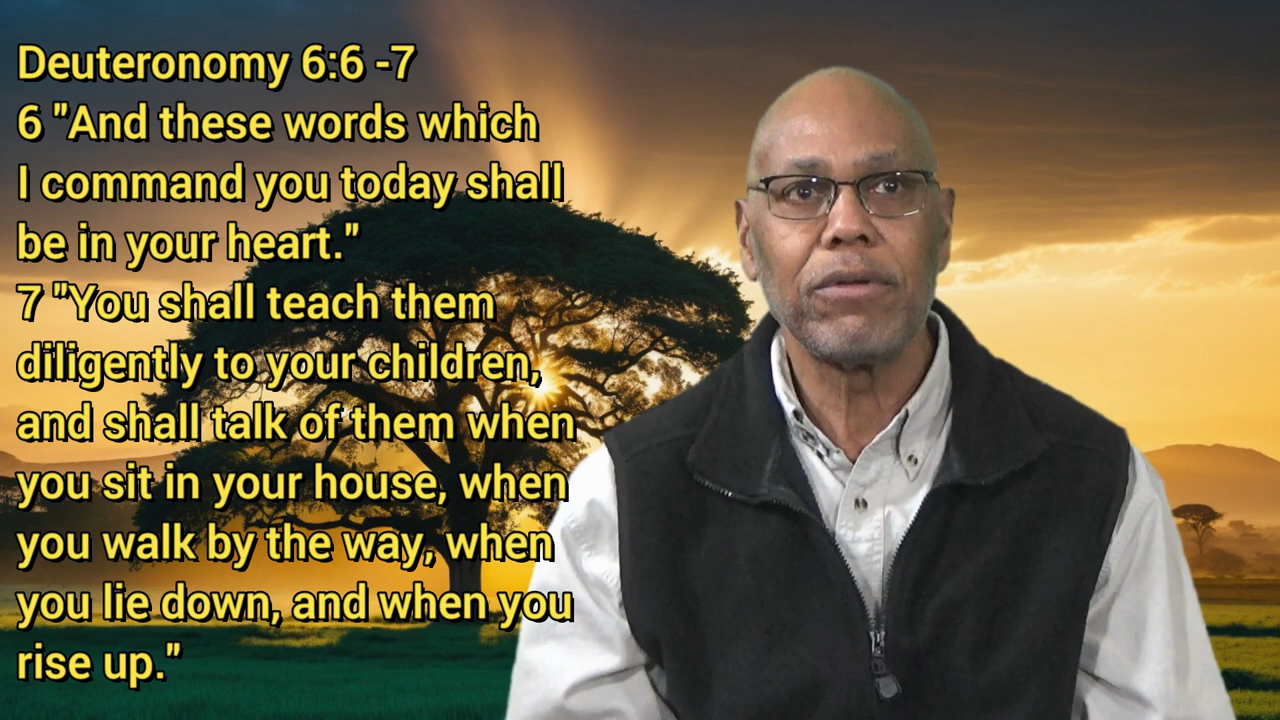 Deuteronomy 6:6 -7
6 "And these words which
I command you today shall
be in your heart."
7 "You shall teach them
diligently to your children,
and shall talk of them when
you sit in your house, when
you walk by the way, when
you lie down, and when you
rise up."